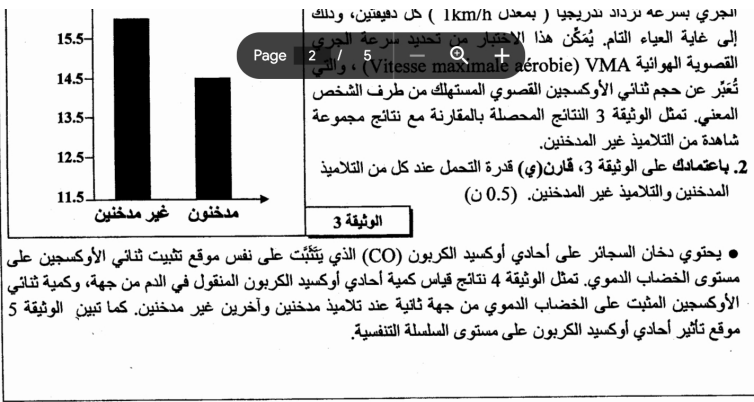 الجري بسرعة تزداد تدريجيا ( بمعدل 1km/h ) كل دقيقتين، وذلك
إلى غاية العياء التام. يُمَكِّن هذا الاختبار من تحديد سرعة الجري
القصوية الهوائية VMA (Vitesse maximale aérobie) ، والتي
تُعَبِّر عن حجم ثنائي الأوكسجين القصوي المستهلك من طرف الشخص
المعني. تمثل الوثيقة 3 النتائج المحصلة بالمقارنة مع نتائج مجموعة
شاهدة من التلاميذ غير المدخنين.
2. باعتمادك على الوثيقة 3، قارن(ي) قدرة التحمل عند كل من التلاميذ
المدخنين والتلاميذ غير المدخنين. (0.5 ن)
Page 2 / 5
15.5
14.5
13.5
12.5
11.5
غير مدخنين
مدخنون
الوثيقة 3
● يحتوي دخان السجائر على أحادي أوكسيد الكربون (CO) الذي يَتَثَبَّت على نفس موقع تثبيت ثنائي الأوكسجين على
مستوى الخضاب الدموي. تمثل الوثيقة 4 نتائج قياس كمية أحادي أوكسيد الكربون المنقول في الدم من جهة، وكمية ثنائي
الأوكسجين المثبت على الخضاب الدموي من جهة ثانية عند تلاميذ مدخنين وآخرين غير مدخنين. كما تبين الوثيقة 5
موقع تأثير أحادي أوكسيد الكربون على مستوى السلسلة التنفسية.